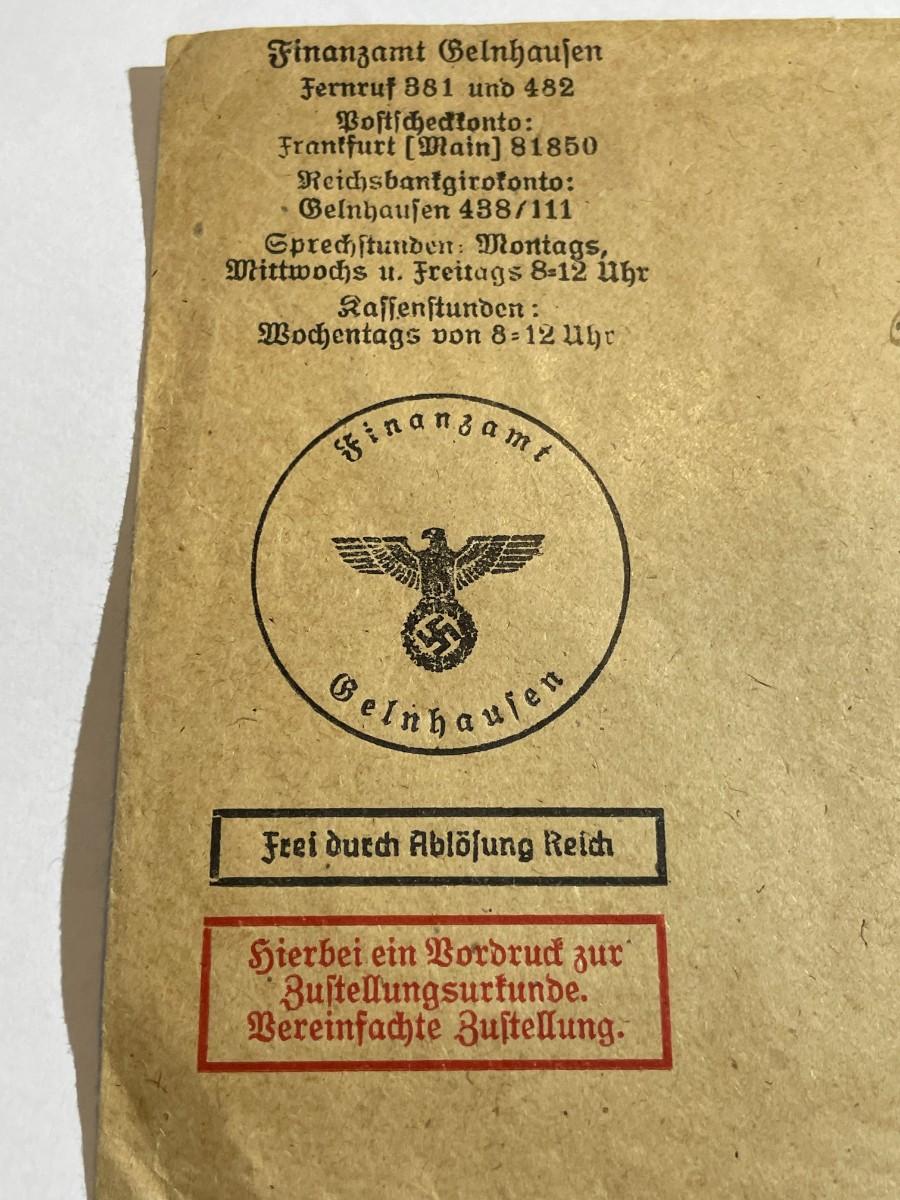 Finanzamt Gelnhausen
Fernruf 381 und 482
Postscheckkonto:
Frankfurt [Main] 81850
Reichsbankgirokonto:
Gelnhausen 438/111
Sprechstunden: Montags,
Mittwochs u. Freitags 8=12 Uhr
Kassenstunden:
Wochentags von 8=12 Uhr
Finanzamt
Gelnhausen
Frei durch Ablösung Reich
Hierbei ein Vordruck zur
Zustellungsurkunde.
Vereinfachte Zustellung.